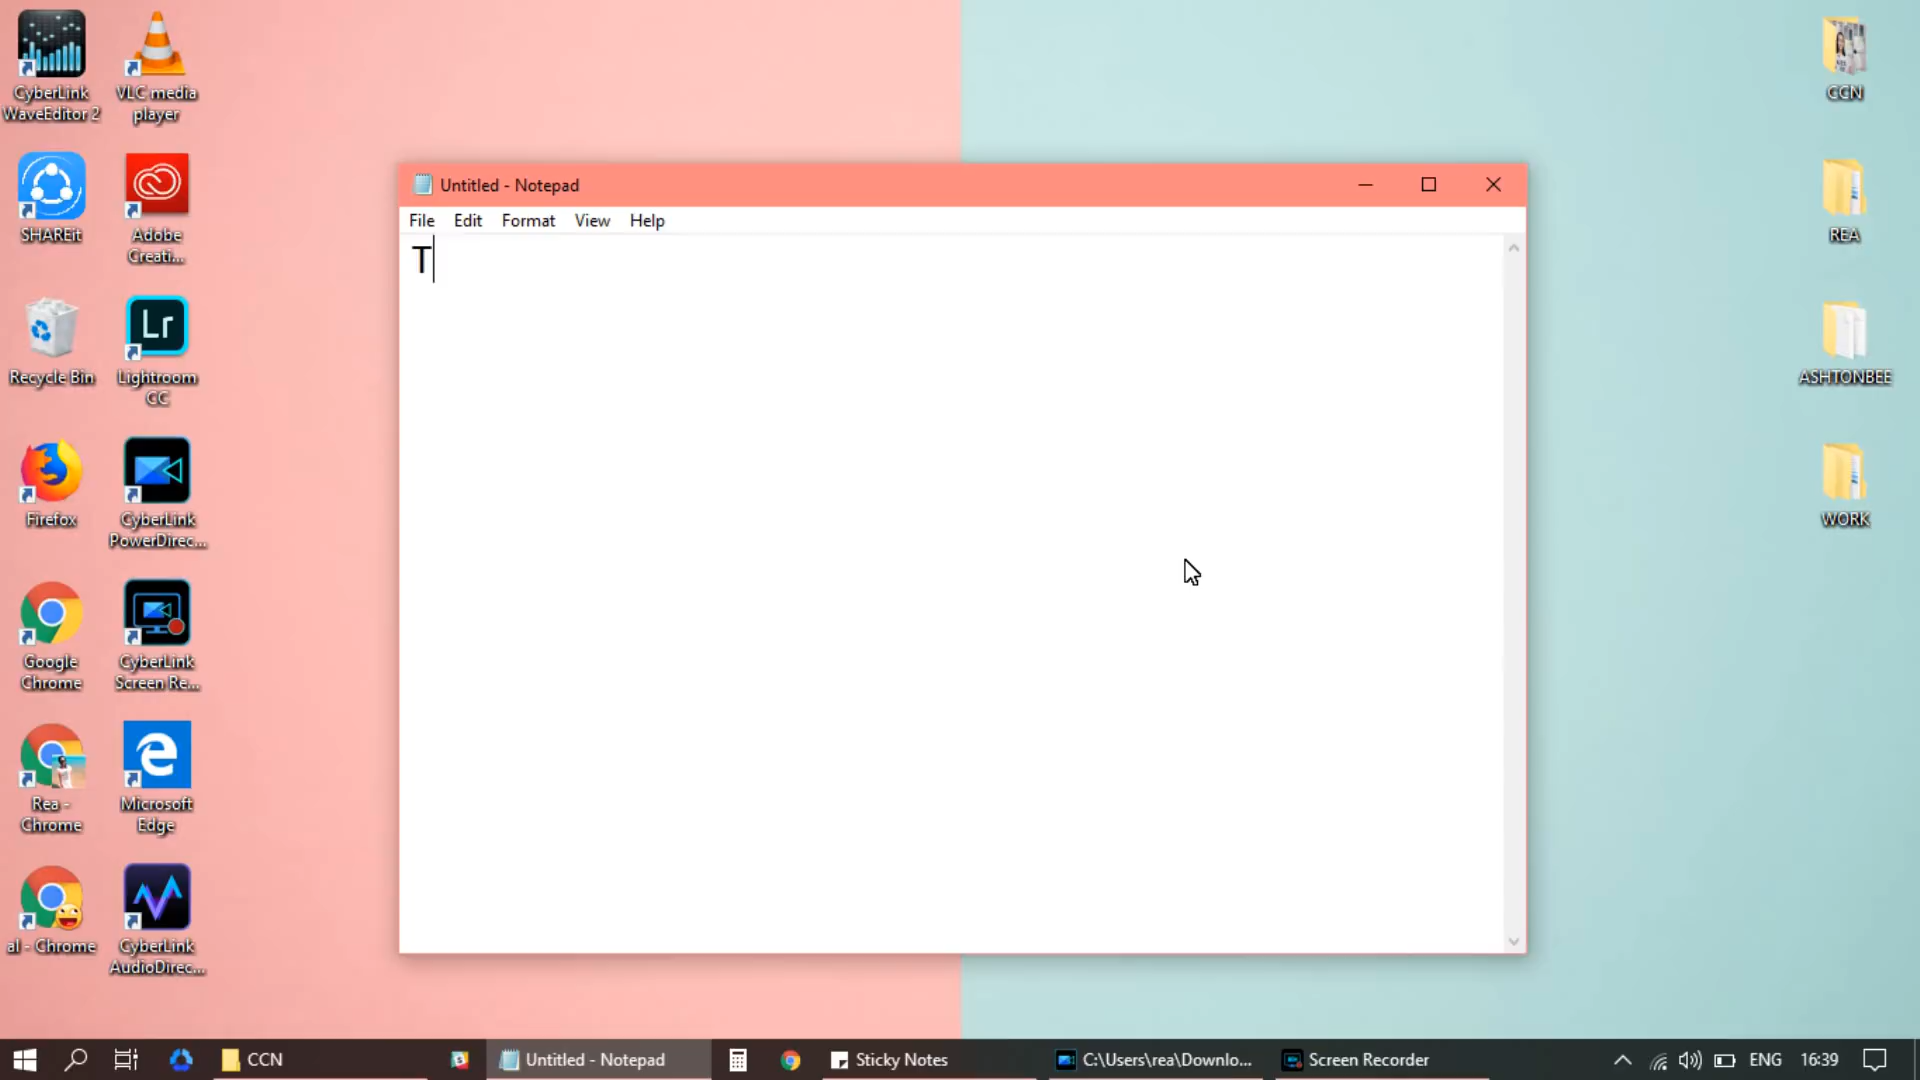 CyberLink
WaveEditor 2
VLC media
player
CCN
SHAREit
Adobe
Creati...
REA
Recycle Bin
Lr
Lightroom
CC
ASHTONBEE
Firefox
CyberLink
PowerDirec...
WORK
Google
Chrome
CyberLink
Screen Re...
Rea -
Chrome
Microsoft
Edge
al - Chrome
CyberLink
AudioDirec...
Untitled - Notepad
File Edit Format View Help
T
CCN Untitled - Notepad Sticky Notes C:\Users\rea\Downlo... Screen Recorder ENG 16:39